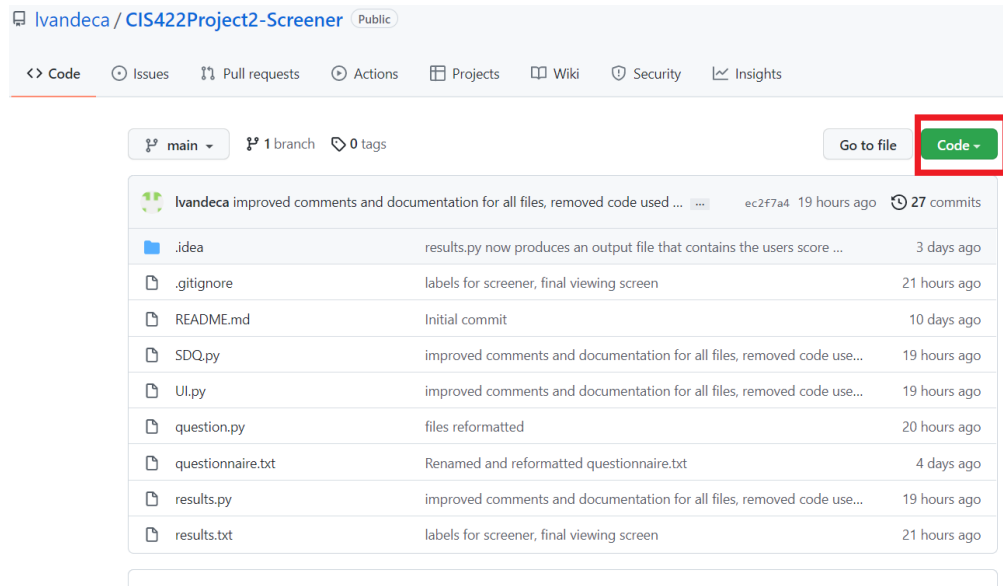 lvandeca / CIS422Project2-Screener Public
<> Code Issues Pull requests Actions Projects Wiki Security Insights
main 1 branch 0 tags Go to file Code
lvandeca improved comments and documentation for all files, removed code used ... ... ec2f7a4 19 hours ago 27 commits
.idea results.py now produces an output file that contains the users score ... 3 days ago
.gitignore labels for screener, final viewing screen 21 hours ago
README.md Initial commit 10 days ago
SDQ.py improved comments and documentation for all files, removed code use... 19 hours ago
UI.py improved comments and documentation for all files, removed code use... 19 hours ago
question.py files reformatted 20 hours ago
questionnaire.txt Renamed and reformatted questionnaire.txt 4 days ago
results.py improved comments and documentation for all files, removed code use... 19 hours ago
results.txt labels for screener, final viewing screen 21 hours ago